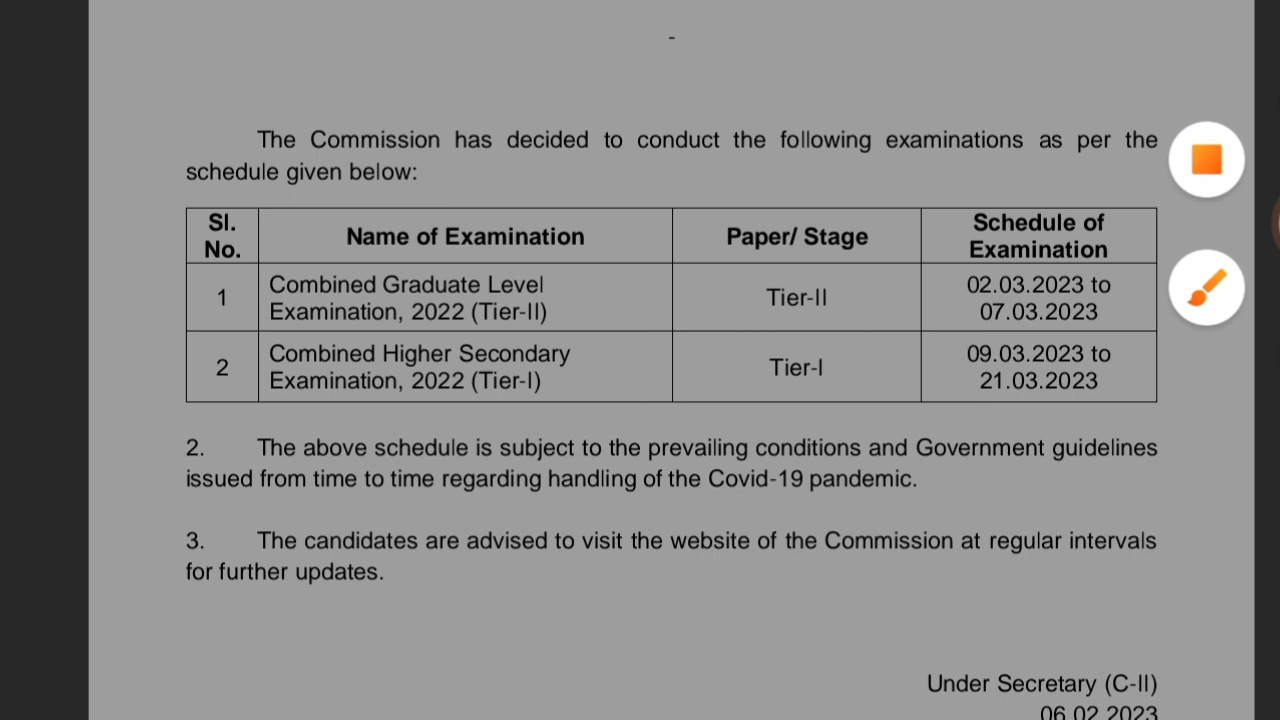 -
The Commission has decided to conduct the following examinations as per the
schedule given below:
Sl. No. Name of Examination Paper/ Stage Schedule of Examination
1 Combined Graduate Level Examination, 2022 (Tier-II) Tier-II 02.03.2023 to 07.03.2023
2 Combined Higher Secondary Examination, 2022 (Tier-I) Tier-I 09.03.2023 to 21.03.2023
2. The above schedule is subject to the prevailing conditions and Government guidelines
issued from time to time regarding handling of the Covid-19 pandemic.
3. The candidates are advised to visit the website of the Commission at regular intervals
for further updates.
Under Secretary (C-II)
06.02.2023